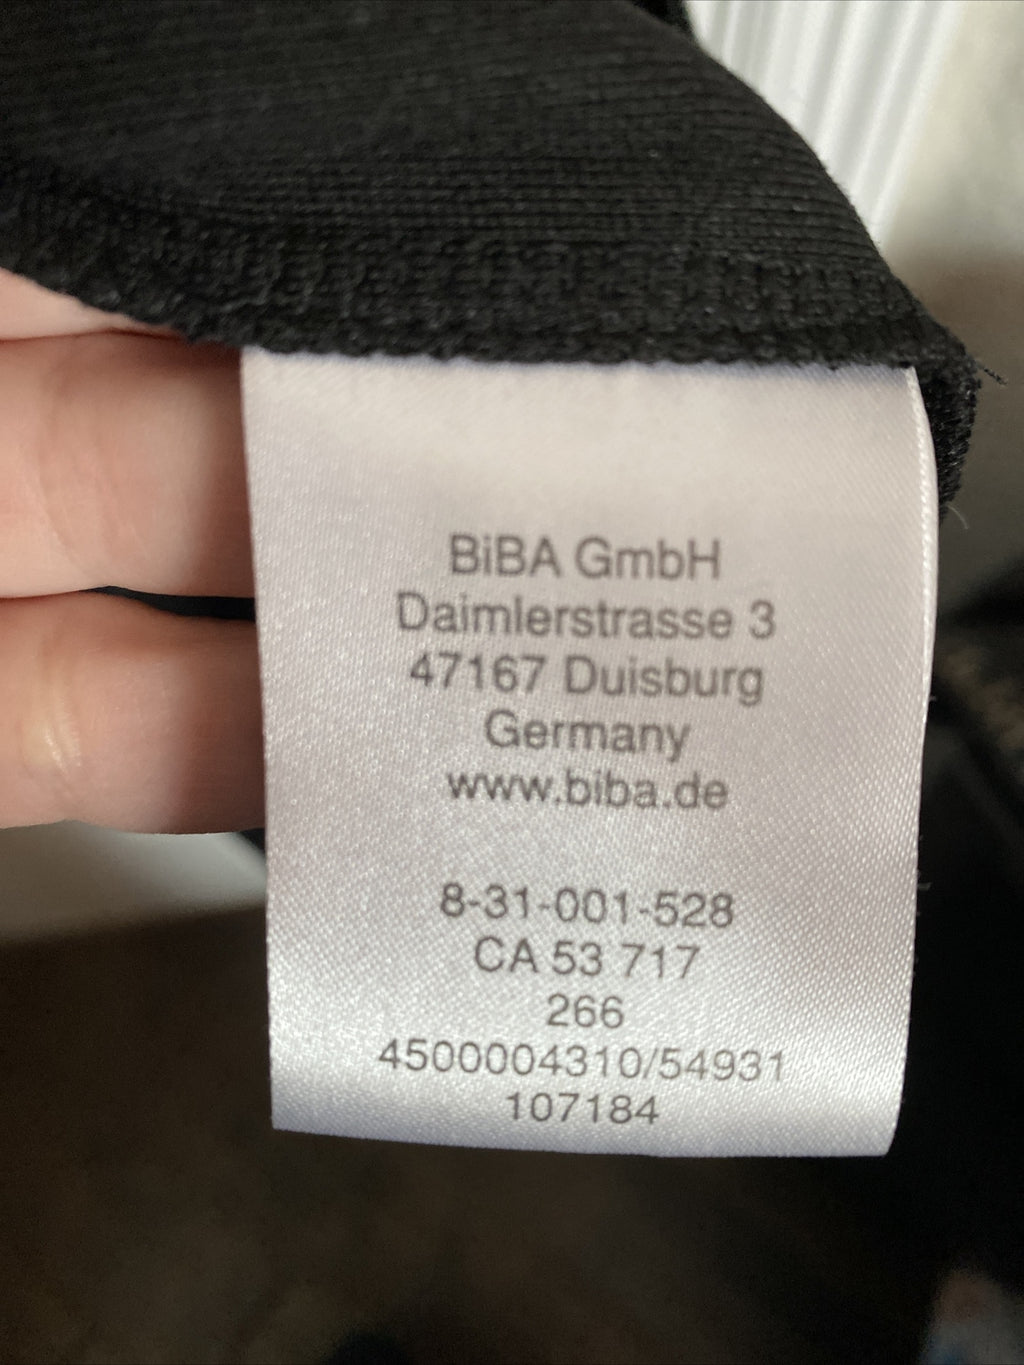 BiBA GmbH
Daimlerstrasse 3
47167 Duisburg
Germany
www.biba.de
8-31-001-528
CA 53 717
266
4500004310/54931
107184